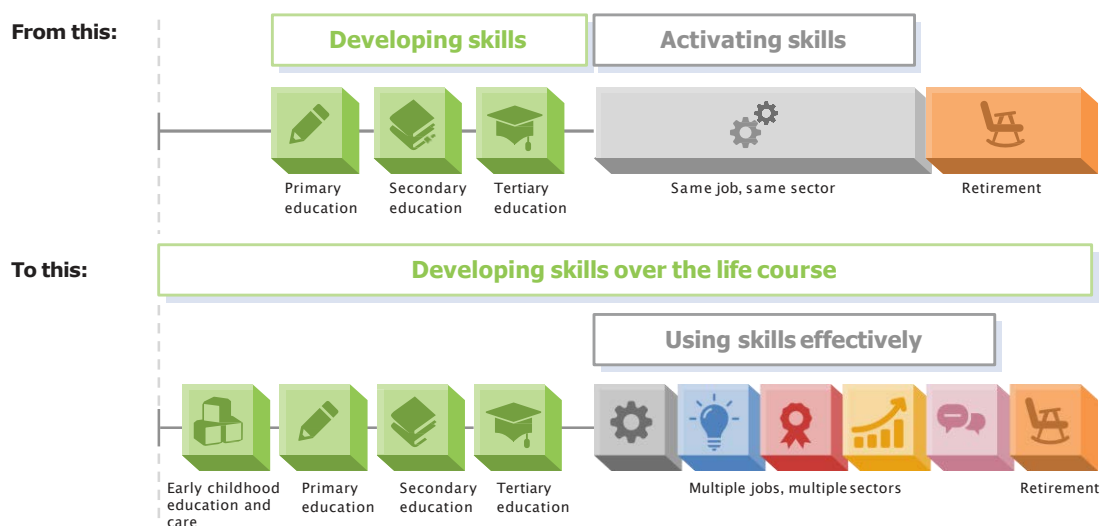 From this:
Developing skills
Activating skills
Primary
education
Secondary
education
Tertiary
education
Same job, same sector
Retirement
To this:
Developing skills over the life course
Using skills effectively
Early childhood
education and
care
Primary
education
Secondary
education
Tertiary
education
Multiple jobs, multiple sectors
Retirement